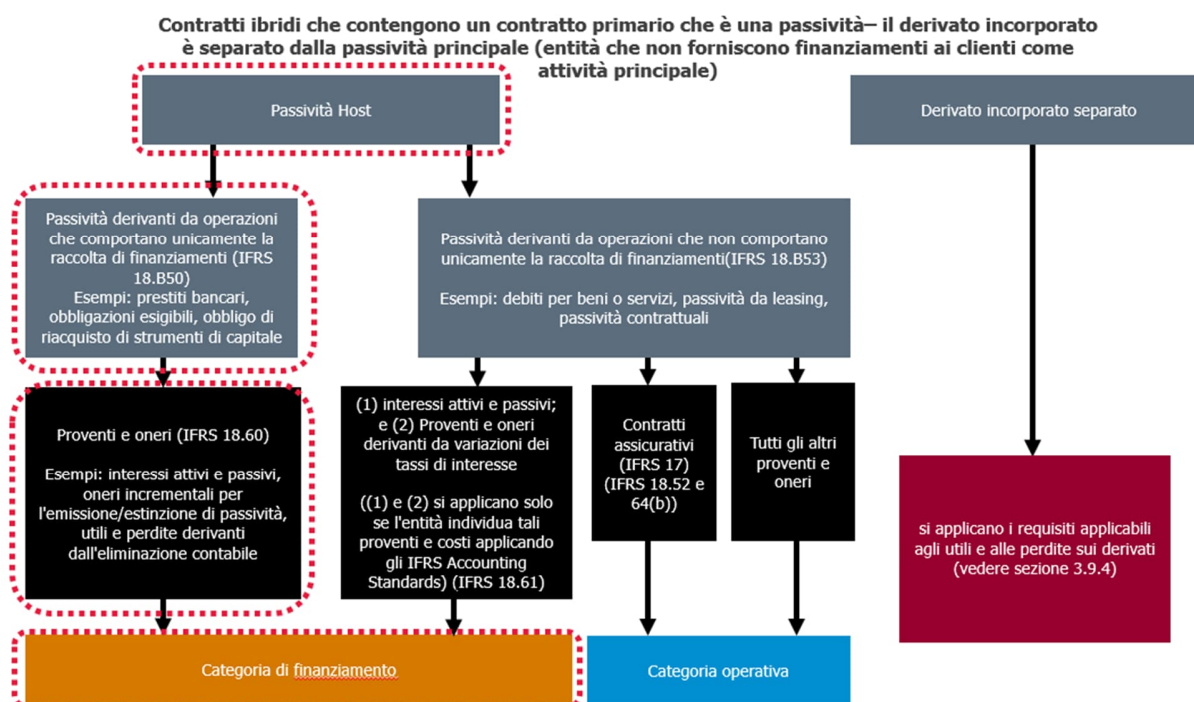 Contratti ibridi che contengono un contratto primario che è una passività– il derivato incorporato
è separato dalla passività principale (entità che non forniscono finanziamenti ai clienti come
attività principale)
Passività Host
Derivato incorporato separato
Passività derivanti da operazioni
che comportano unicamente la
raccolta di finanziamenti (IFRS
18.B50)
Esempi: prestiti bancari,
obbligazioni esigibili, obbligo di
riacquisto di strumenti di capitale
Passività derivanti da operazioni che non comportano
unicamente la raccolta di finanziamenti(IFRS 18.B53)
Esempi: debiti per beni o servizi, passività da leasing,
passività contrattuali
Proventi e oneri (IFRS 18.60)
Esempi: interessi attivi e passivi,
oneri incrementali per
l'emissione/estinzione di passività,
utili e perdite derivanti
dall'eliminazione contabile
(1) interessi attivi e passivi;
e (2) Proventi e oneri
derivanti da variazioni dei
tassi di interesse
((1) e (2) si applicano solo
se l'entità individua tali
proventi e costi applicando
gli IFRS Accounting
Standards) (IFRS 18.61)
Contratti
assicurativi
(IFRS 17)
(IFRS 18.52 e
64(b))
Tutti gli altri
proventi e
oneri
si applicano i requisiti applicabili
agli utili e alle perdite sui derivati
(vedere sezione 3.9.4)
Categoria di finanziamento
Categoria operativa